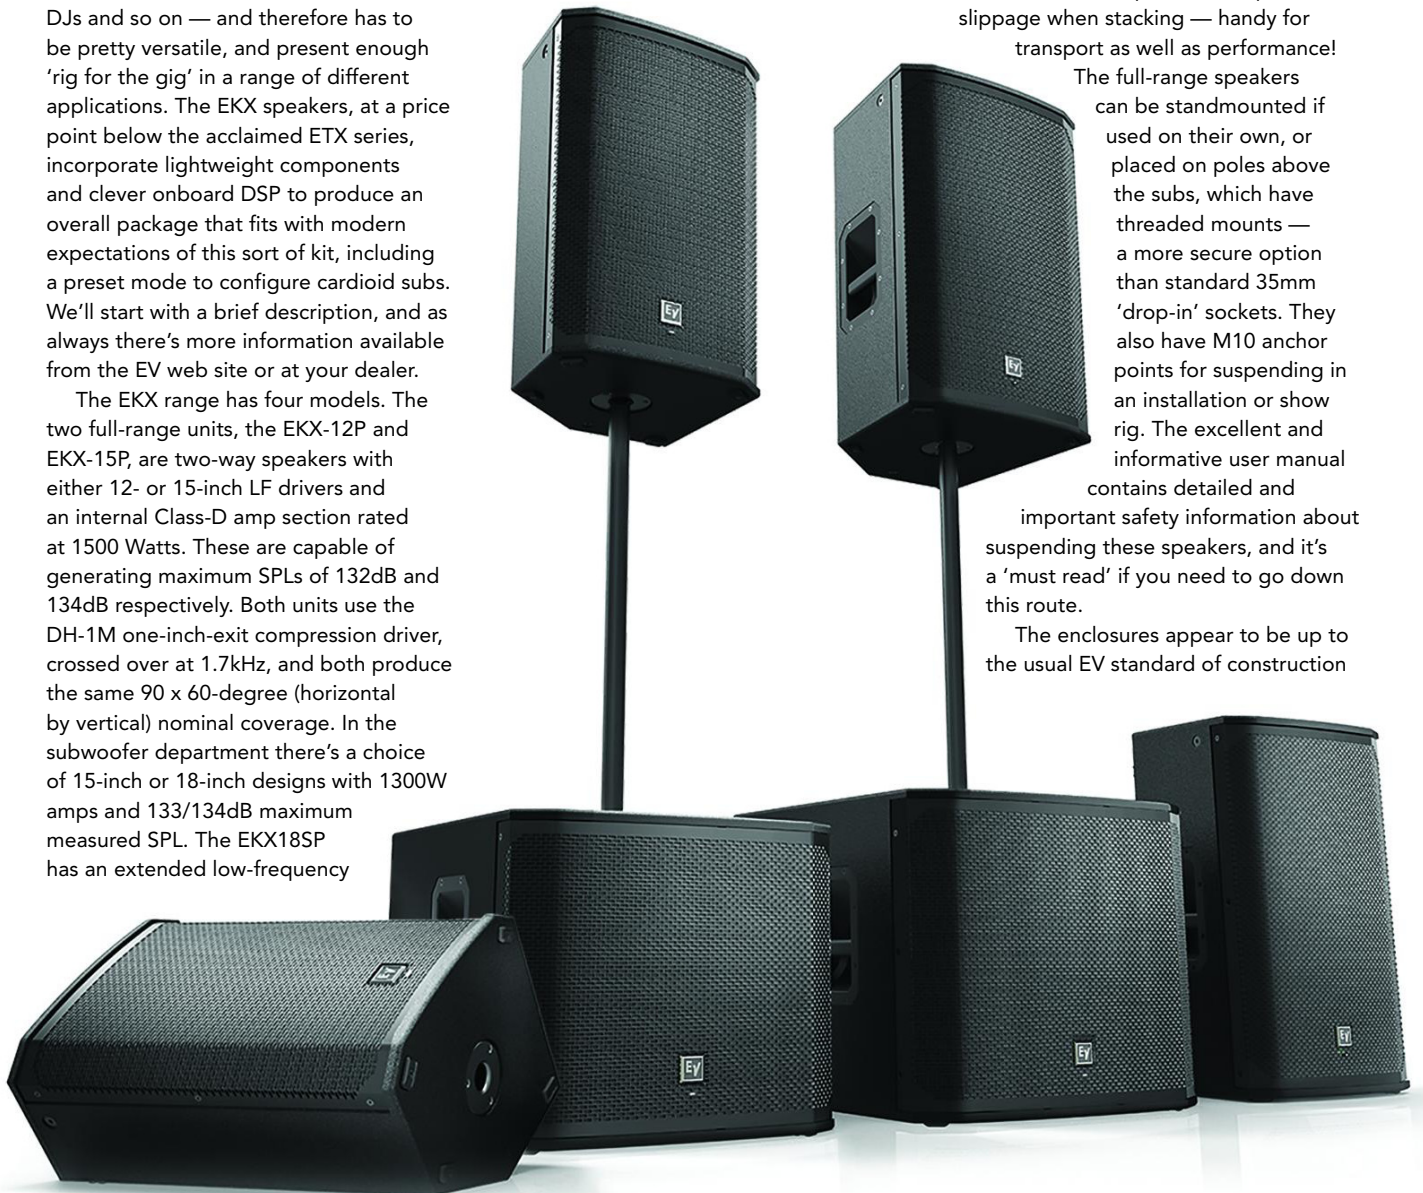 DJs and so on — and therefore has to
be pretty versatile, and present enough
‘rig for the gig’ in a range of different
applications. The EKX speakers, at a price
point below the acclaimed ETX series,
incorporate lightweight components
and clever onboard DSP to produce an
overall package that fits with modern
expectations of this sort of kit, including
a preset mode to configure cardioid subs.
We’ll start with a brief description, and as
always there’s more information available
from the EV web site or at your dealer.
The EKX range has four models. The
two full-range units, the EKX-12P and
EKX-15P, are two-way speakers with
either 12- or 15-inch LF drivers and
an internal Class-D amp section rated
at 1500 Watts. These are capable of
generating maximum SPLs of 132dB and
134dB respectively. Both units use the
DH-1M one-inch-exit compression driver,
crossed over at 1.7kHz, and both produce
the same 90 x 60-degree (horizontal
by vertical) nominal coverage. In the
subwoofer department there’s a choice
of 15-inch or 18-inch designs with 1300W
amps and 133/134dB maximum
measured SPL. The EKX18SP
has an extended low-frequency
slippage when stacking — handy for
transport as well as performance!
The full-range speakers
can be standmounted if
used on their own, or
placed on poles above
the subs, which have
threaded mounts —
a more secure option
than standard 35mm
‘drop-in’ sockets. They
also have M10 anchor
points for suspending in
an installation or show
rig. The excellent and
informative user manual
contains detailed and
important safety information about
suspending these speakers, and it’s
a ‘must read’ if you need to go down
this route.
The enclosures appear to be up to
the usual EV standard of construction
EV
EV
EV
EV
EV
EV